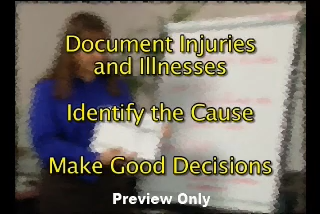 Document Injuries
and Illnesses
Identify the Cause
Make Good Decisions
Preview Only